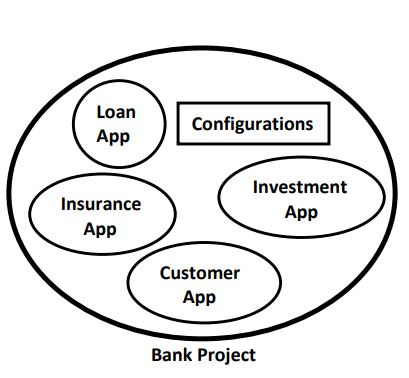 Loan
App
Configurations
Investment
App
Insurance
App
Customer
App
Bank Project